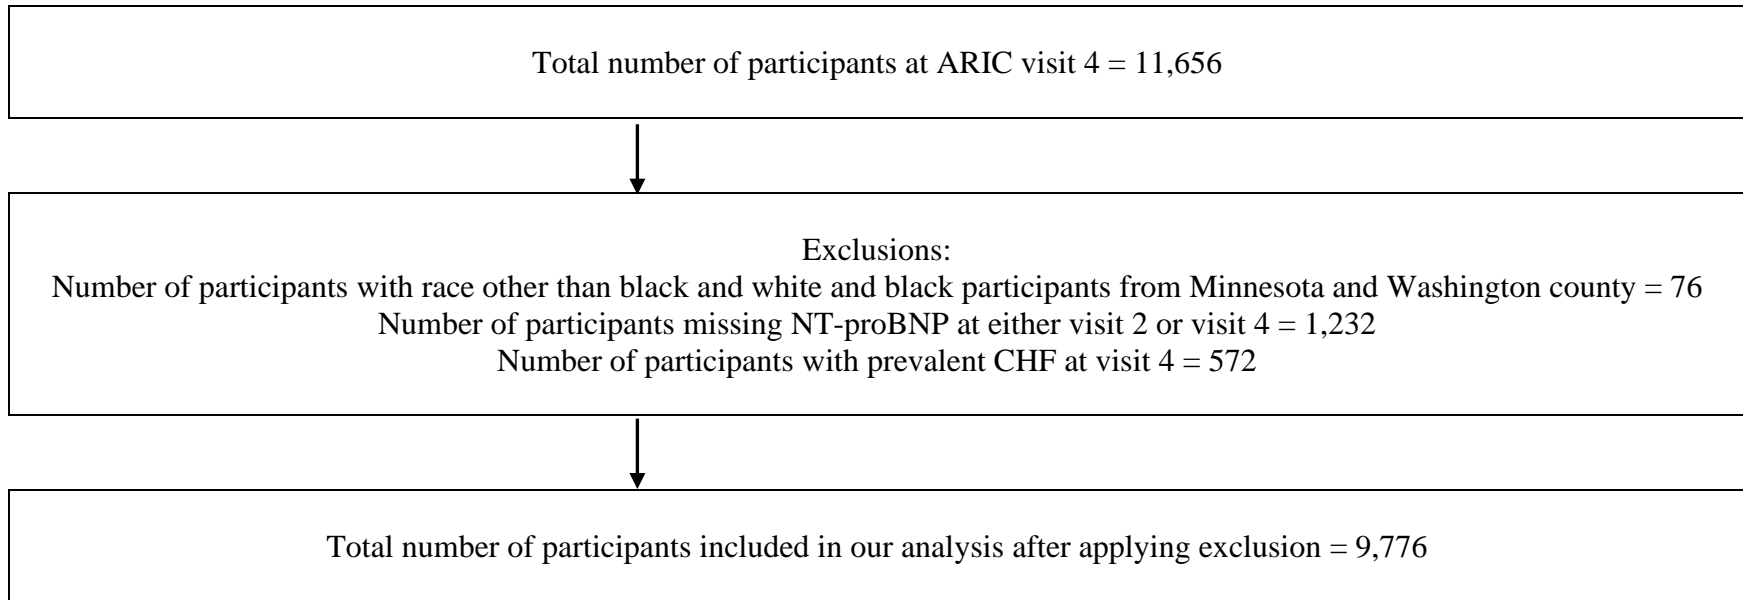 Total number of participants at ARIC visit 4 = 11,656
Exclusions:
Number of participants with race other than black and white and black participants from Minnesota and Washington county = 76
Number of participants missing NT-proBNP at either visit 2 or visit 4 = 1,232
Number of participants with prevalent CHF at visit 4 = 572
Total number of participants included in our analysis after applying exclusion = 9,776